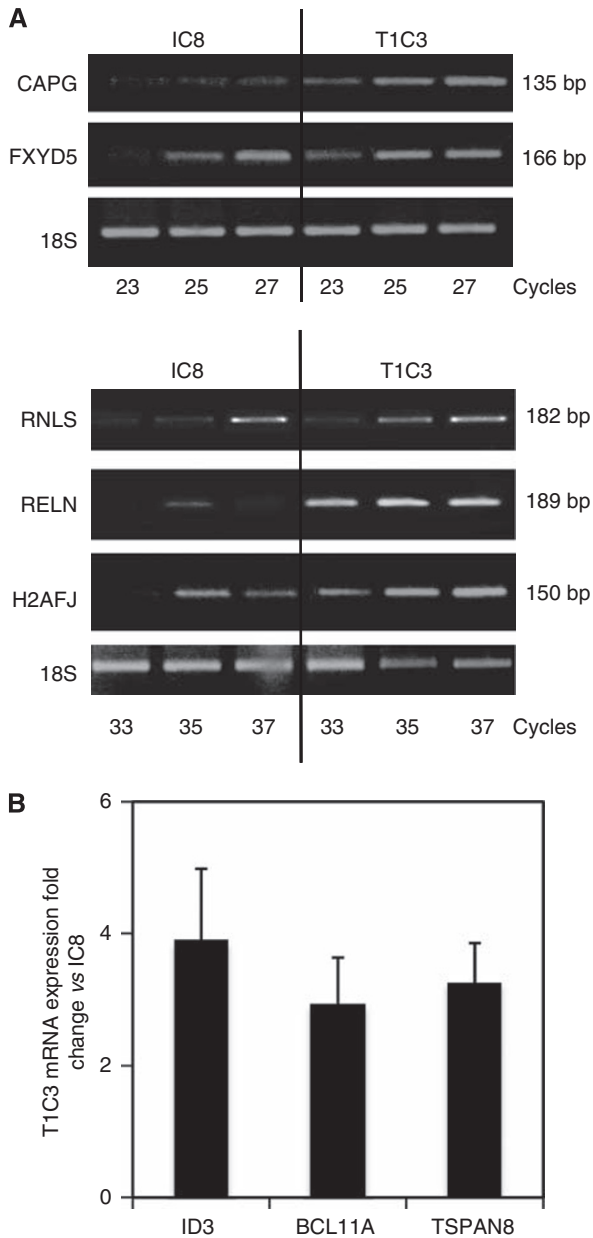 A
IC8 T1C3
CAPG 135 bp
FXYD5 166 bp
18S
23 25 27 23 25 27 Cycles
IC8 T1C3
RNLS 182 bp
RELN 189 bp
H2AFJ 150 bp
18S
33 35 37 33 35 37 Cycles
B
T1C3 mRNA expression fold
change vs IC8
6
4
2
0
ID3 BCL11A TSPAN8